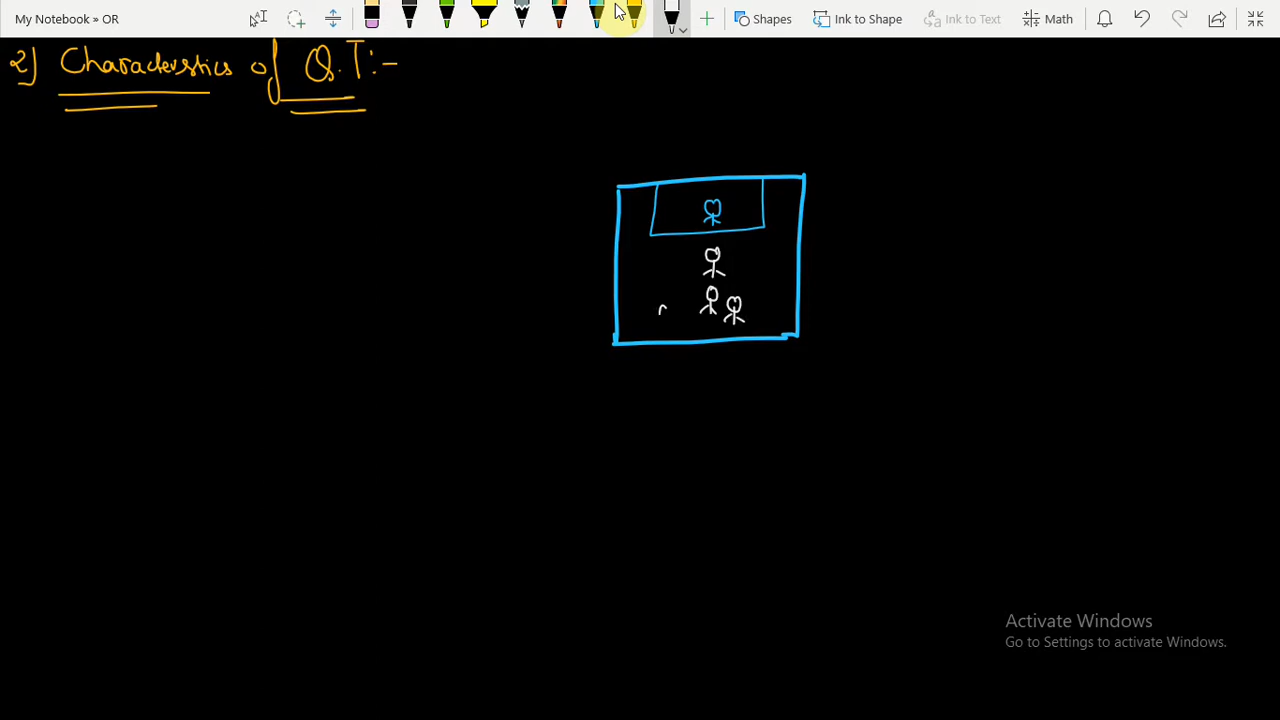 My Notebook » OR
Shapes
Ink to Shape
Ink to Text
Math
2) Characterstics of Q.T:-
Activate Windows
Go to Settings to activate Windows.